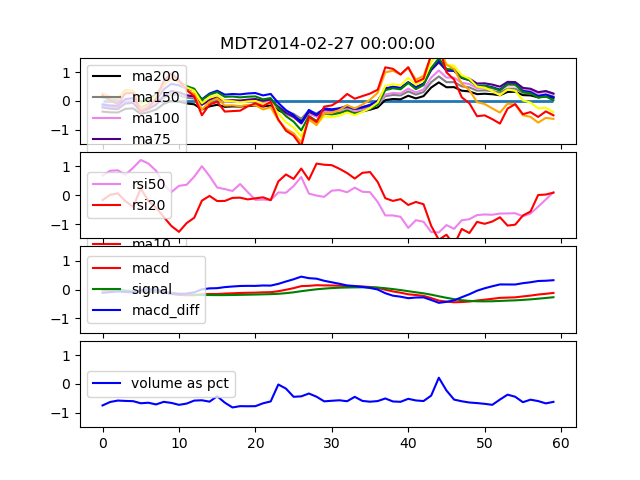 MDT2014-02-27 00:00:00
1
0
−1
ma200
ma150
ma100
ma75
1
0
−1
rsi50
rsi20
ma10
1
0
−1
macd
signal
macd_diff
1
0
−1
volume as pct
0 10 20 30 40 50 60